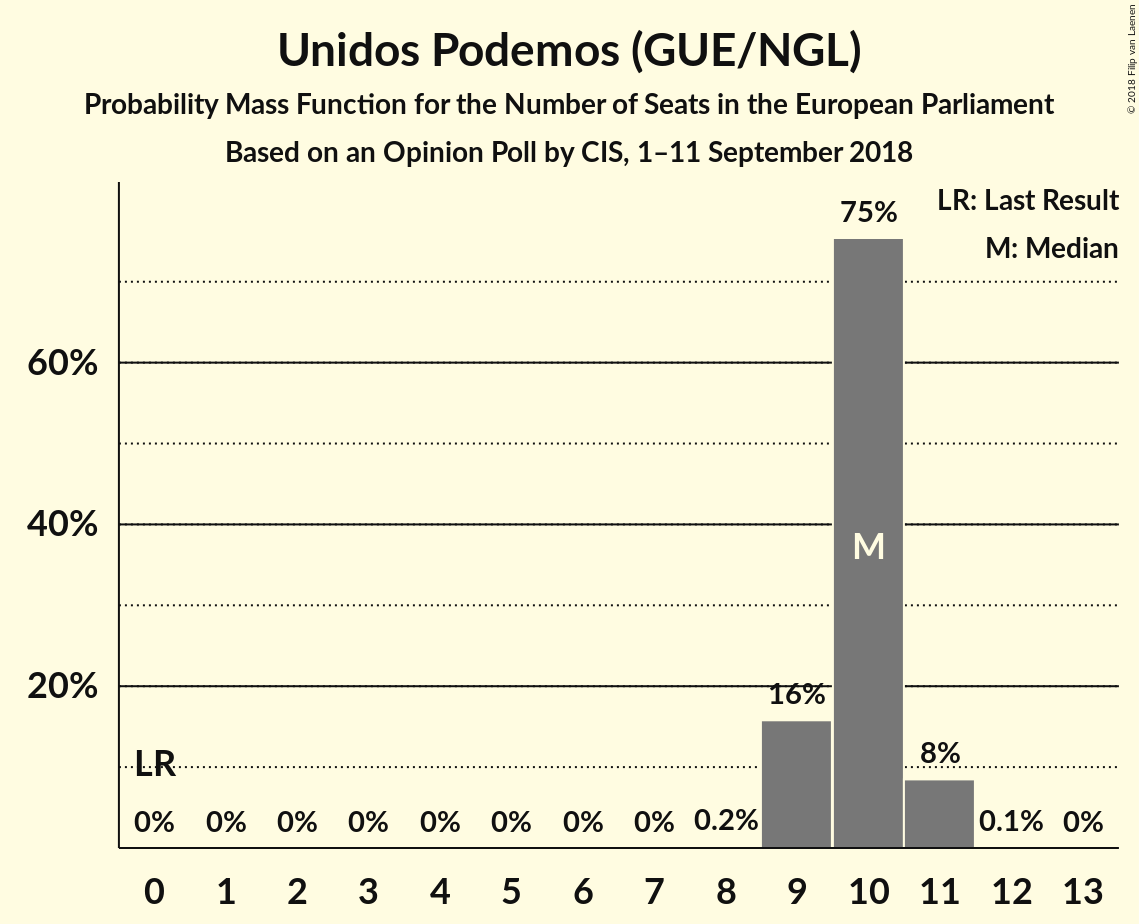 Unidos Podemos (GUE/NGL)
Probability Mass Function for the Number of Seats in the European Parliament
Based on an Opinion Poll by CIS, 1–11 September 2018
© 2018 Filip van Laenen
LR: Last Result
M: Median
75%
60%
40%
M
20%
16%
LR
8%
0% 0% 0% 0% 0% 0% 0% 0% 0.2% 0.1% 0%
0 1 2 3 4 5 6 7 8 9 10 11 12 13